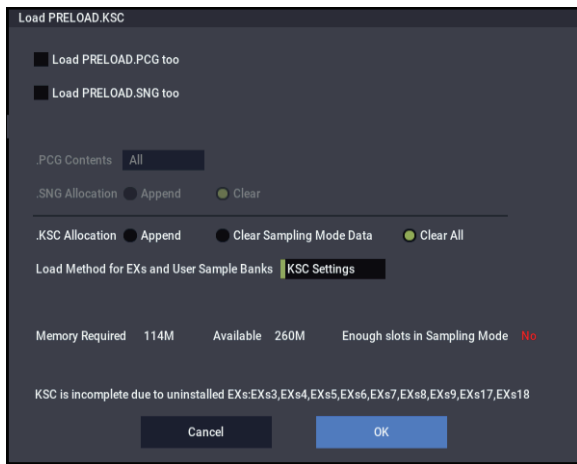 Load PRELOAD.KSC
Load PRELOAD.PCG too
Load PRELOAD.SNG too
.PCG Contents All
.SNG Allocation Append Clear
.KSC Allocation Append Clear Sampling Mode Data Clear All
Load Method for EXs and User Sample Banks KSC Settings
Memory Required 114M Available 260M Enough slots in Sampling Mode No
KSC is incomplete due to uninstalled EXs:EXs3,EXs4,EXs5,EXs6,EXs7,EXs8,EXs9,EXs17,EXs18
Cancel OK